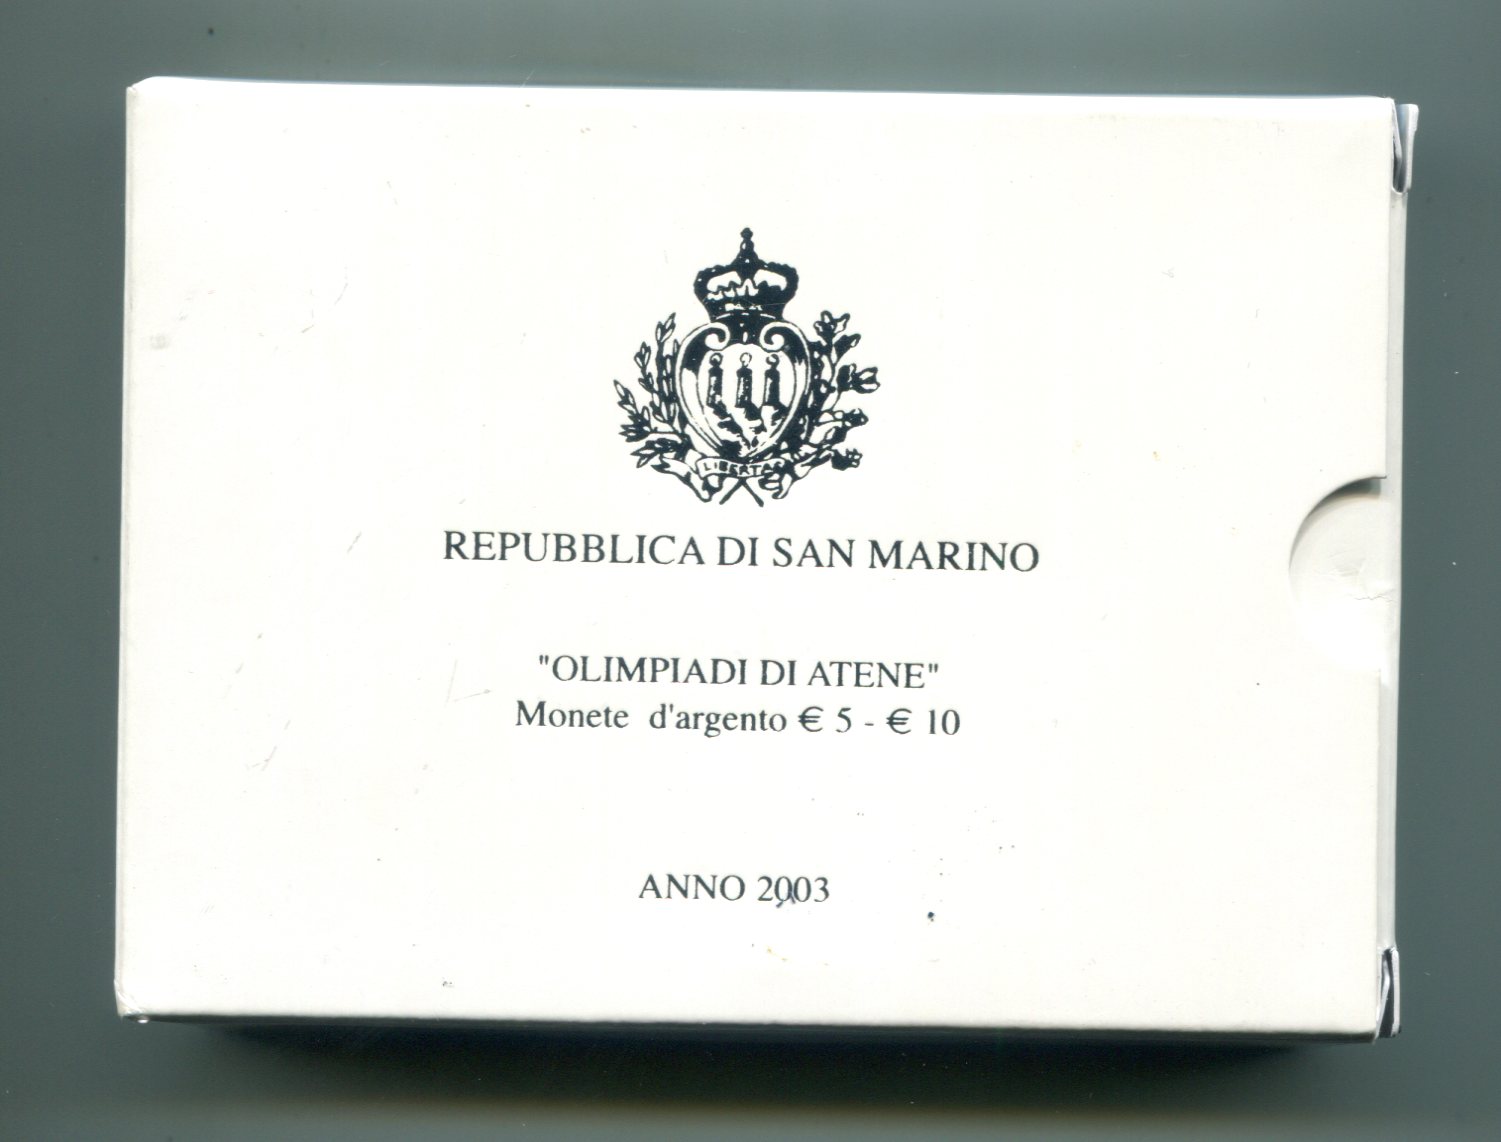 LIBERTAS
REPUBBLICA DI SAN MARINO
"OLIMPIADI DI ATENE"
Monete d'argento € 5 - € 10
ANNO 2003